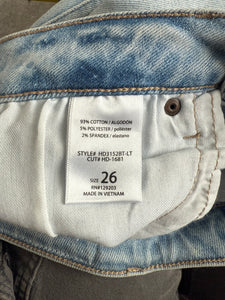 93% COTTON / ALGODÓN
5% POLYESTER / poliéster
2% SPANDEX / elastano
STYLE# HD3152BT-LT
CUT# HD-1681
SIZE 26
RN#129203
MADE IN VIETNAM